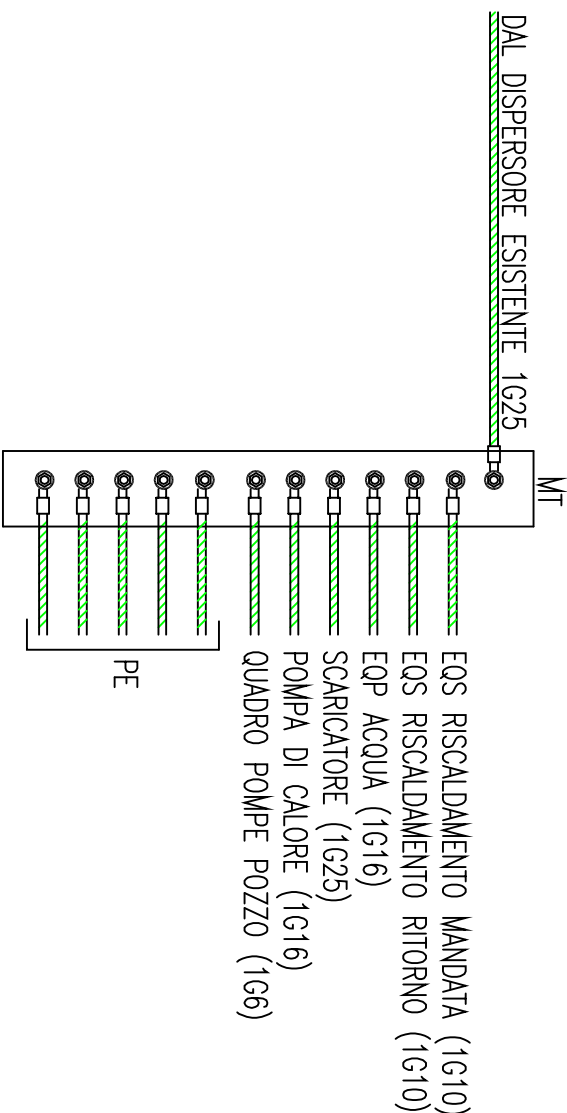 DAL DISPERSORE ESISTENTE 1G25
MT
EQS RISCALDAMENTO MANDATA (1G10)
EQS RISCALDAMENTO RITORNO (1G10)
EQP ACQUA (1G16)
SCARICATORE (1G25)
POMPA DI CALORE (1G16)
QUADRO POMPE POZZO (1G6)
PE